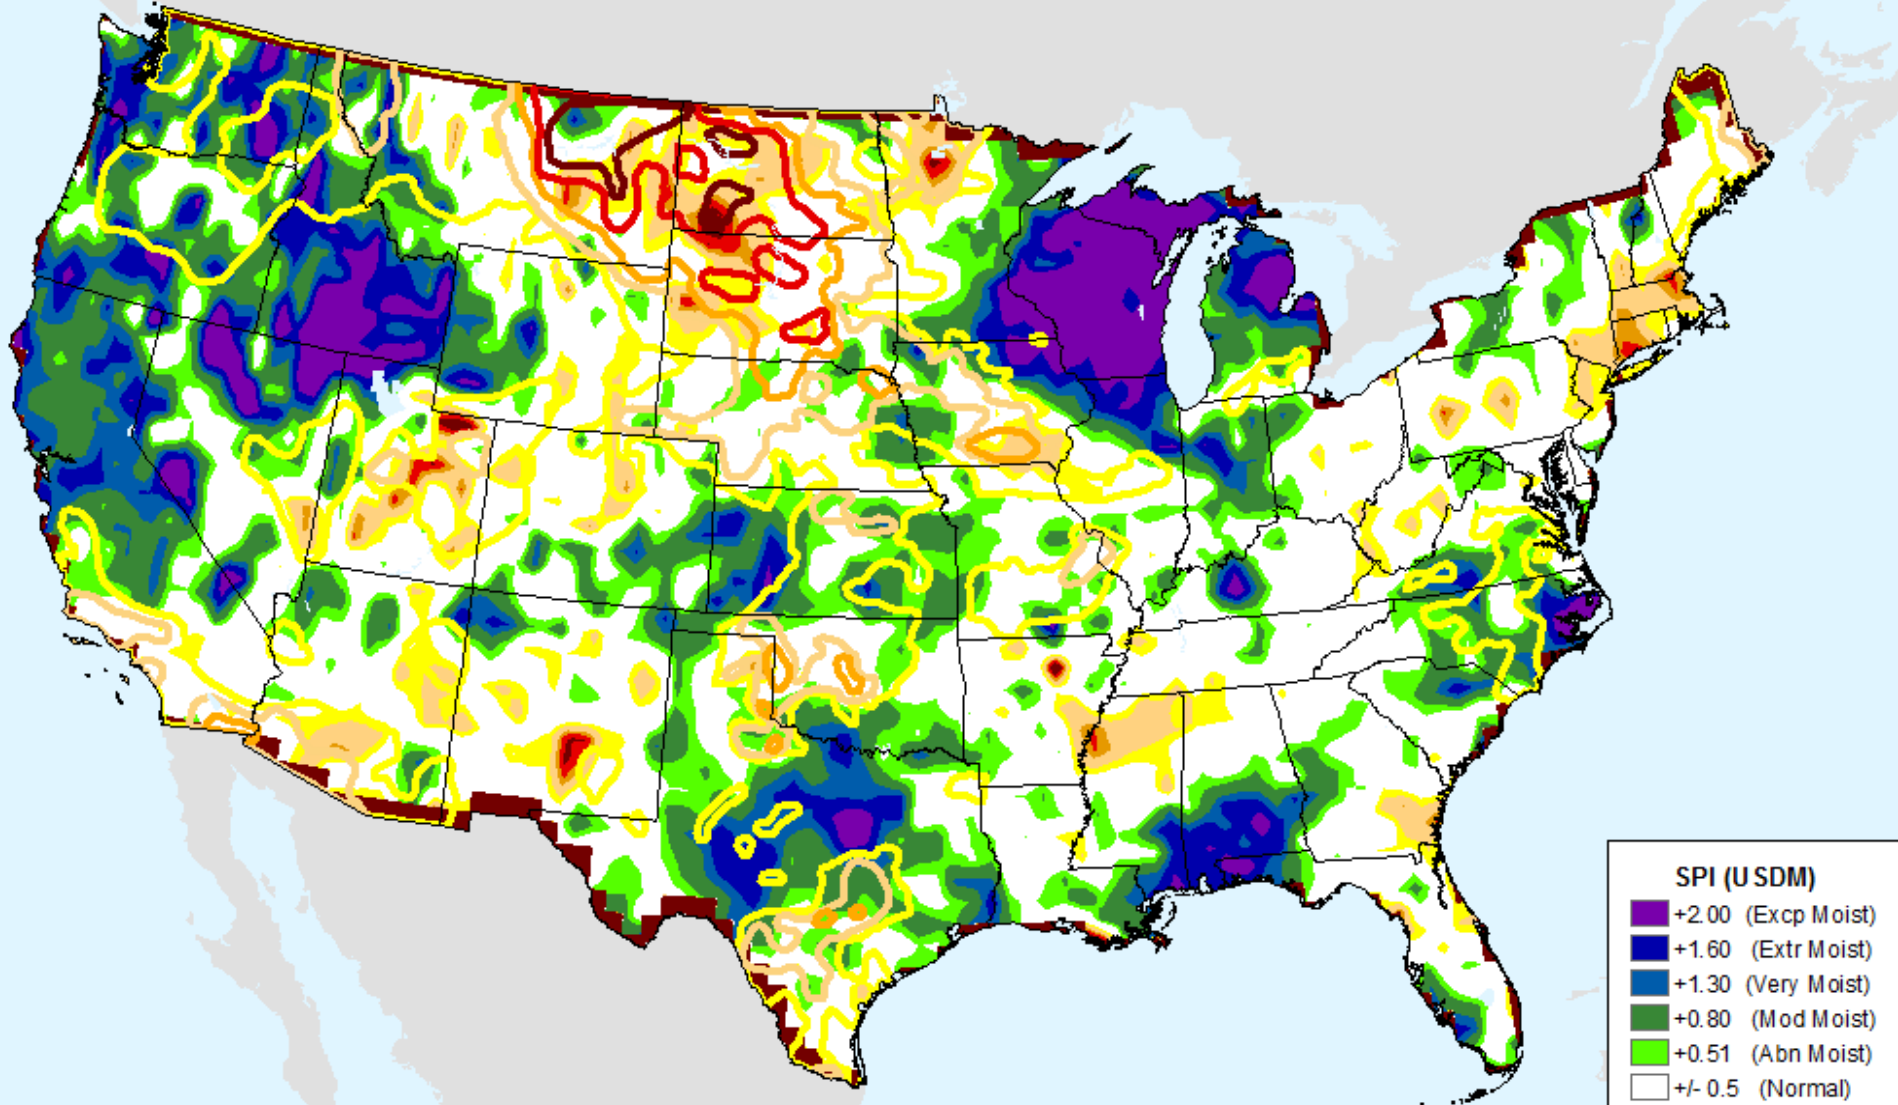 SPI (USDM)
+2.00 (Excp Moist)
+1.60 (Extr Moist)
+1.30 (Very Moist)
+0.80 (Mod Moist)
+0.51 (Abn Moist)
+/- 0.5 (Normal)